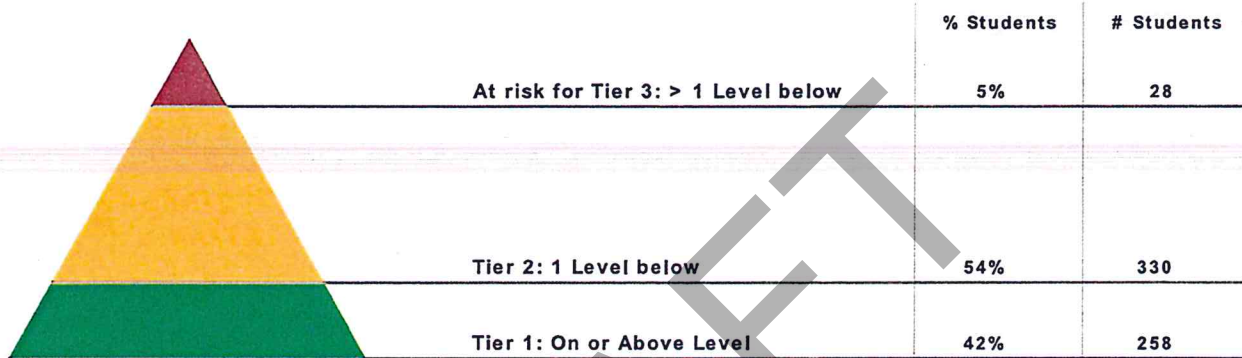 % Students # Students
At risk for Tier 3: > 1 Level below 5% 28
Tier 2: 1 Level below 54% 330
Tier 1: On or Above Level 42% 258